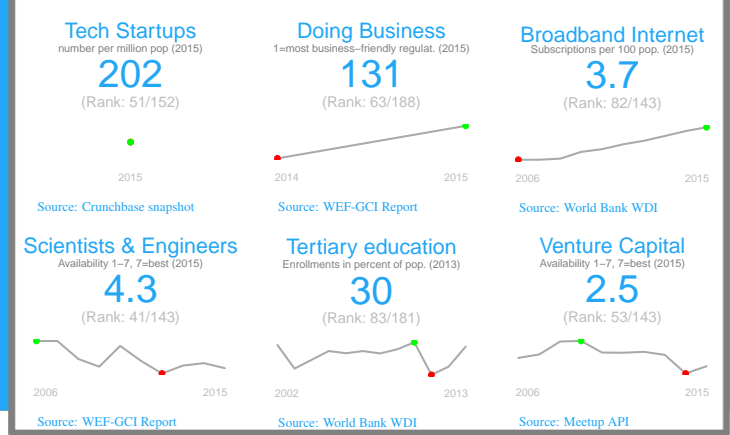 Tech Startups
number per million pop (2015)
202
(Rank: 51/152)
2015
Source: Crunchbase snapshot
Doing Business
1=most business−friendly regulat. (2015)
131
(Rank: 63/188)
2014 2015
Source: WEF-GCI Report
Broadband Internet
Subscriptions per 100 pop. (2015)
3.7
(Rank: 82/143)
2006 2015
Source: World Bank WDI
Scientists & Engineers
Availability 1−7, 7=best (2015)
4.3
(Rank: 41/143)
2006 2015
Source: WEF-GCI Report
Tertiary education
Enrollments in percent of pop. (2013)
30
(Rank: 83/181)
2002 2013
Source: World Bank WDI
Venture Capital
Availability 1−7, 7=best (2015)
2.5
(Rank: 53/143)
2006 2015
Source: Meetup API